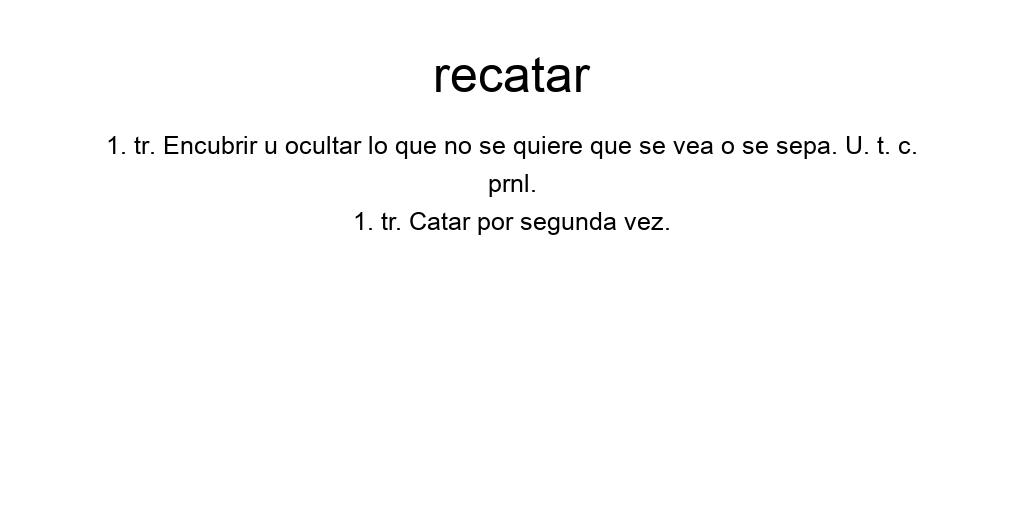 recatar
1. tr. Encubrir u ocultar lo que no se quiere que se vea o se sepa. U. t. c.
prnl.
1. tr. Catar por segunda vez.